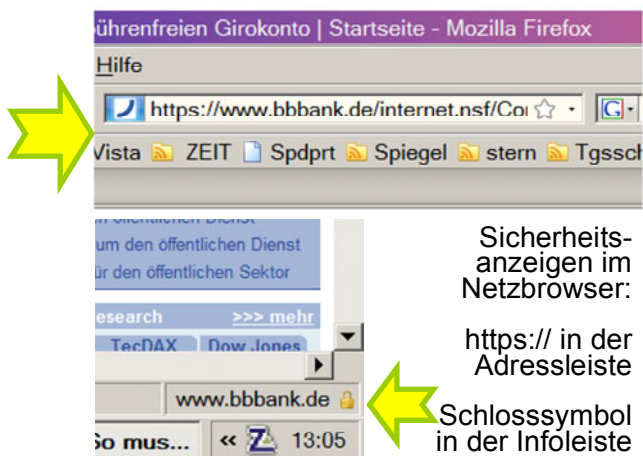 ührenfreien Girokonto | Startseite - Mozilla Firefox
Hilfe
https://www.bbbank.de/internet.nsf/Co
G
Vista ZEIT Spdprt Spiegel stern Tgssch
n öffentlichen Dienst
um den öffentlichen Dienst
ür den öffentlichen Sektor
esearch >>> mehr
TecDAX Dow Jones
www.bbbank.de
So mus... « Z 13:05
Sicherheits-
anzeigen im
Netzbrowser:
https:// in der
Adressleiste
Schlosssymbol
in der Infoleiste